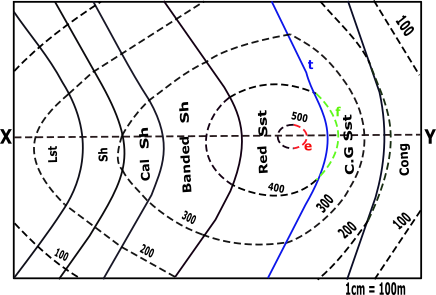 100
t
500
f
X
Lst
Sh
Cal Sh
Banded Sh
Red Sst
e
C.G Sst
Cong
Y
400
300
300
200
100
200
100
1cm = 100m